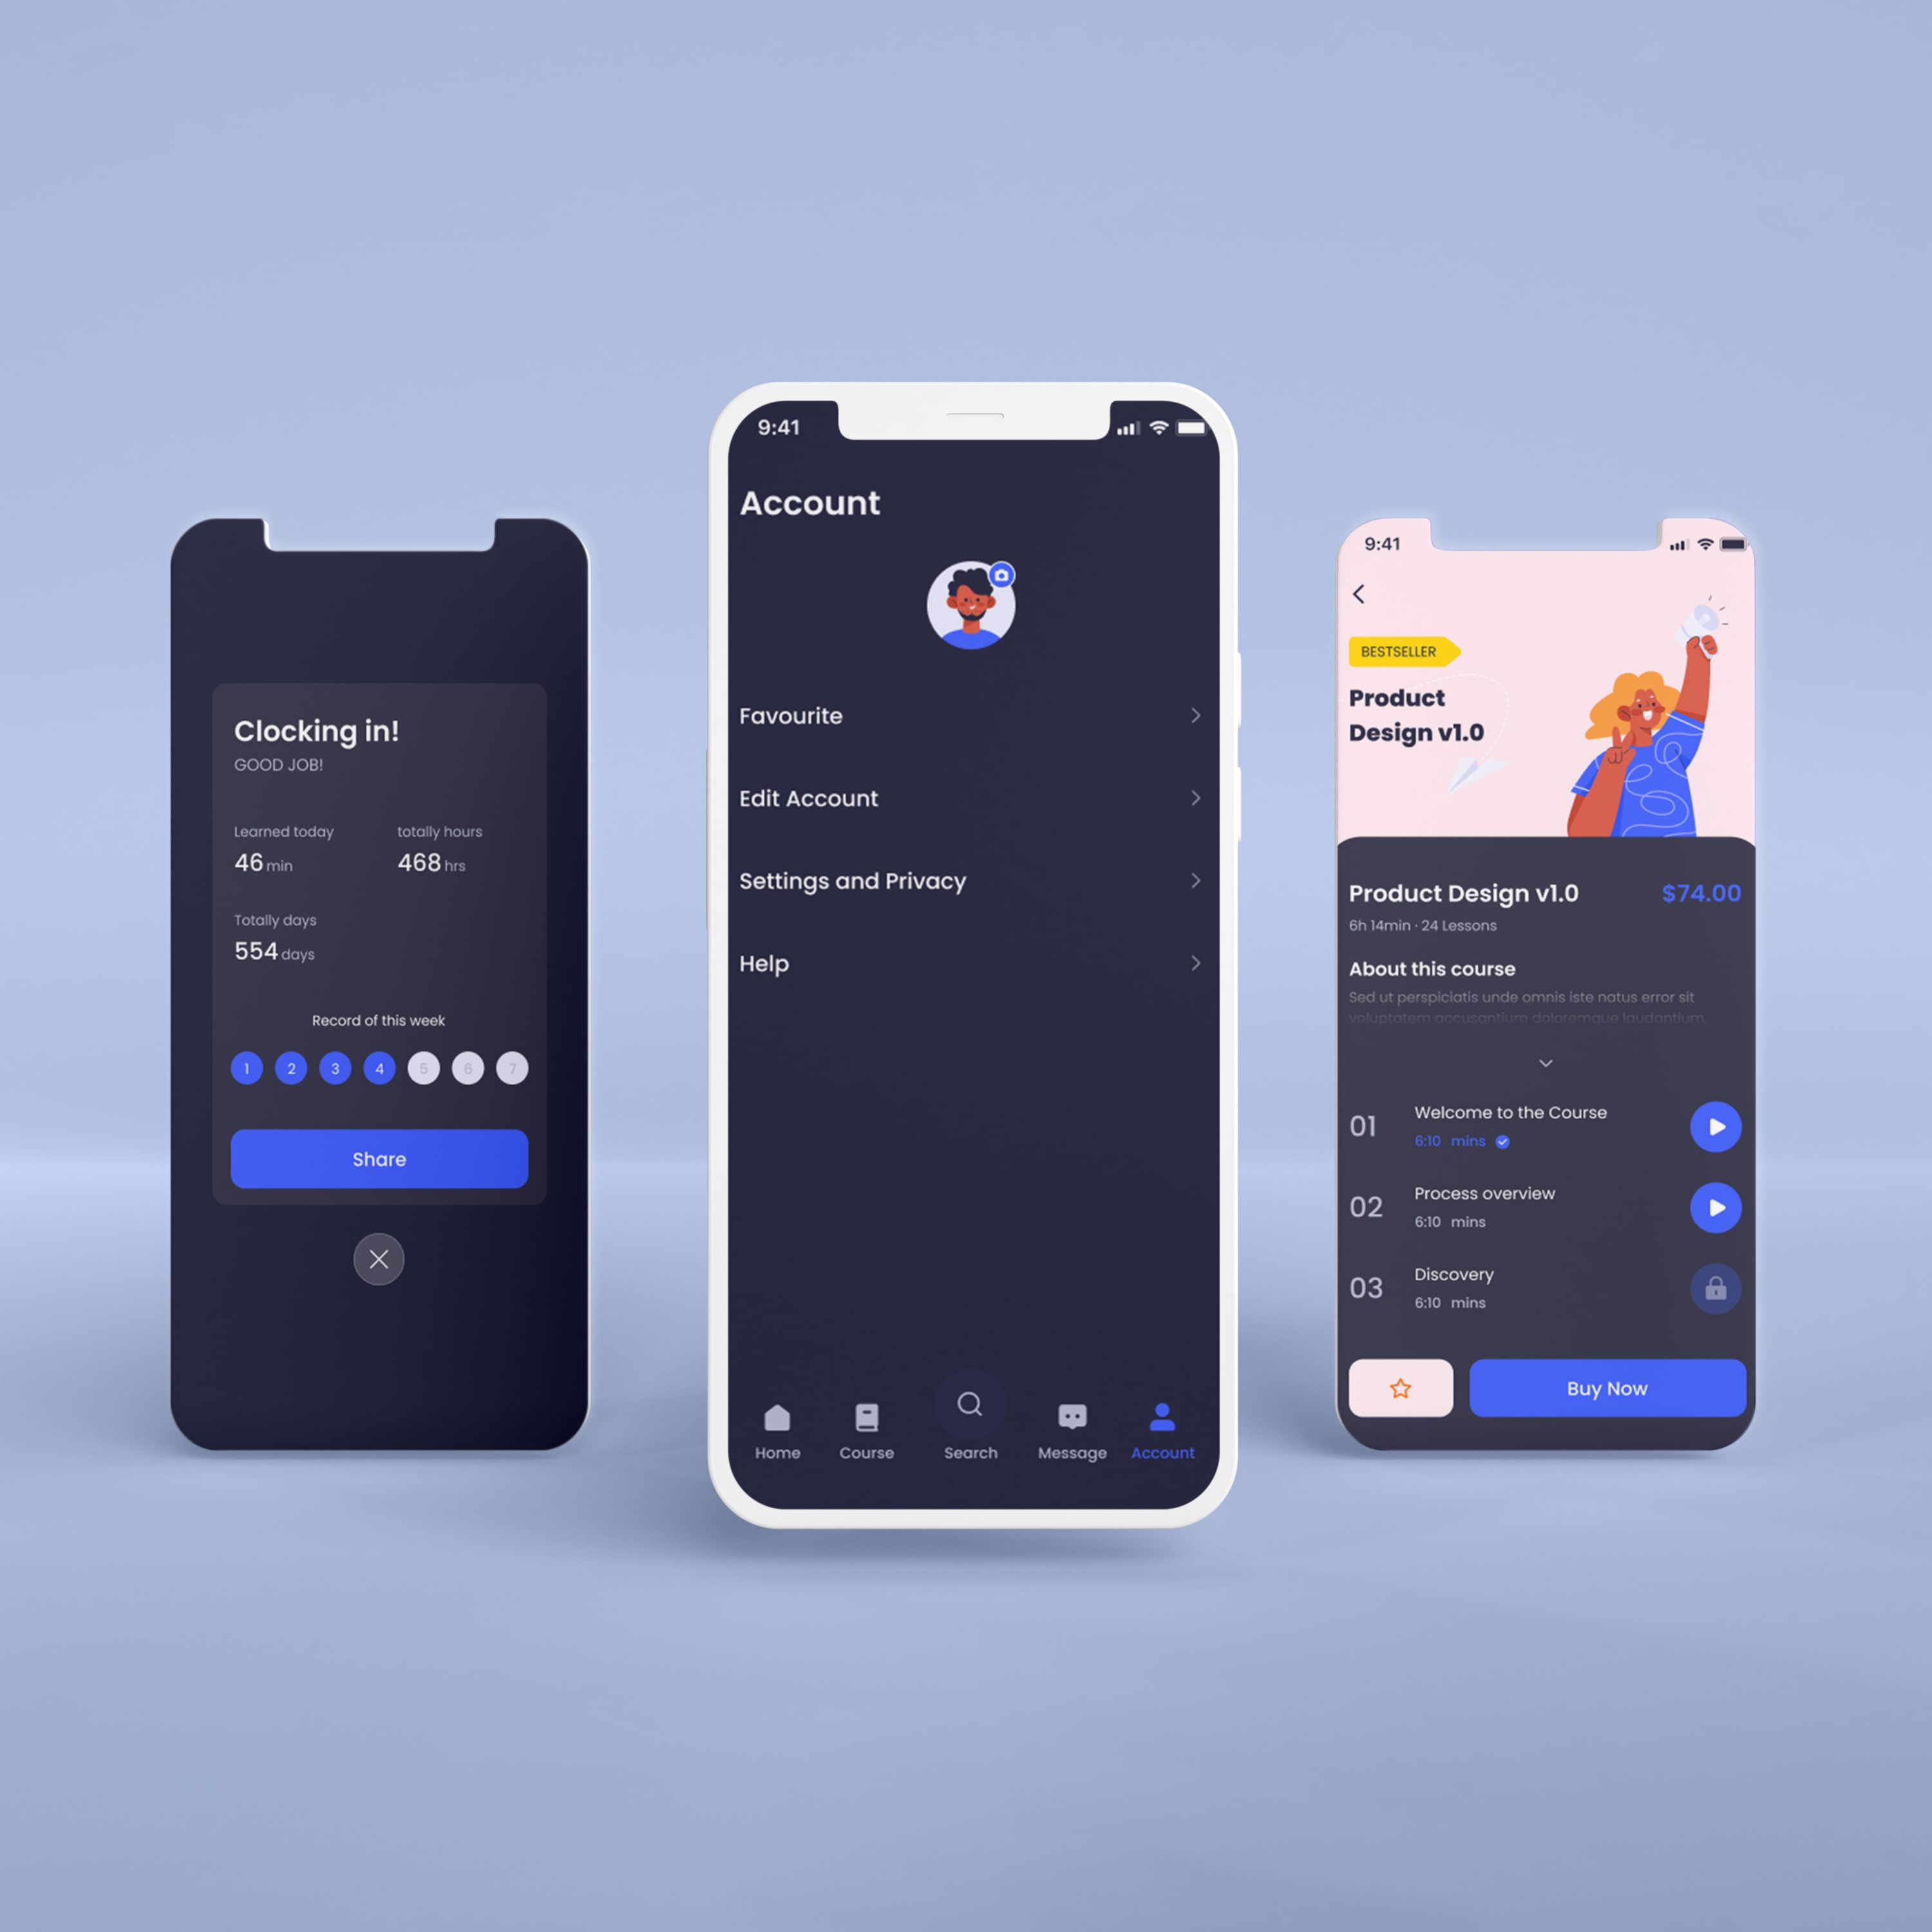 Clocking in!
GOOD JOB!
Learned today
totally hours
46 min
468 hrs
Totally days
554 days
Record of this week
1 2 3 4 5 6 7
Share
9:41
Account
Favourite
Edit Account
Settings and Privacy
Help
Home
Course
Search
Message
Account
9:41
BESTSELLER
Product
Design v1.0
Product Design v1.0
$74.00
6h 14min · 24 Lessons
About this course
Sed ut perspiciatis unde omnis iste natus error sit
voluptatem accusantium doloremque laudantium,
01
Welcome to the Course
6:10 mins
02
Process overview
6:10 mins
03
Discovery
6:10 mins
Buy Now